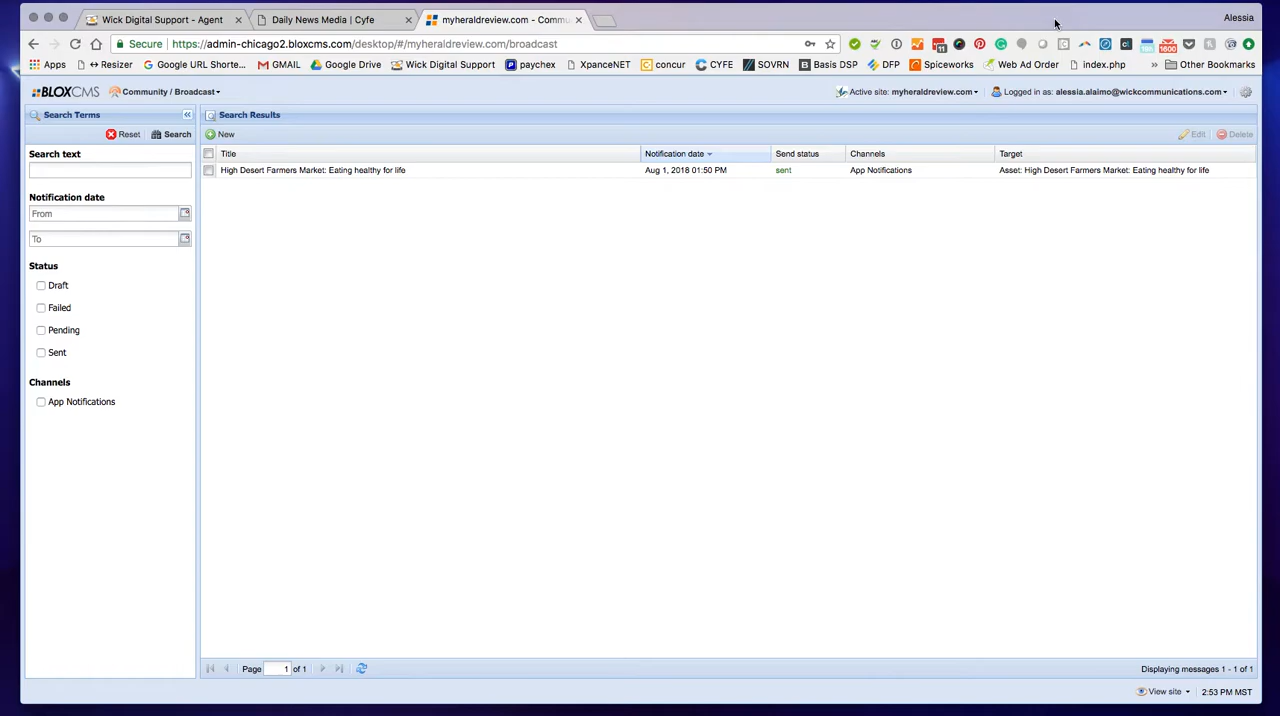 Wick Digital Support - Agent
Daily News Media | Cyfe
myheraldreview.com - Commu
Alessia
Secure
https://admin-chicago2.bloxcms.com/desktop/#/myheraldreview.com/broadcast
Apps
Resizer
Google URL Shorte...
GMAIL
Google Drive
Wick Digital Support
paychex
XpanceNET
concur
CYFE
SOVRN
Basis DSP
DFP
Spiceworks
Web Ad Order
index.php
Other Bookmarks
BLOXCMS
Community / Broadcast
Active site: myheraldreview.com
Logged in as: alessia.alaimo@wickcommunications.com
Search Terms
Search Results
Reset
Search
New
Edit
Delete
Search text
Title
Notification date
Send status
Channels
Target
High Desert Farmers Market: Eating healthy for life
Aug 1, 2018 01:50 PM
sent
App Notifications
Asset: High Desert Farmers Market: Eating healthy for life
Notification date
From
To
Status
Draft
Failed
Pending
Sent
Channels
App Notifications
Page 1 of 1
Displaying messages 1 - 1 of 1
View site
2:53 PM MST